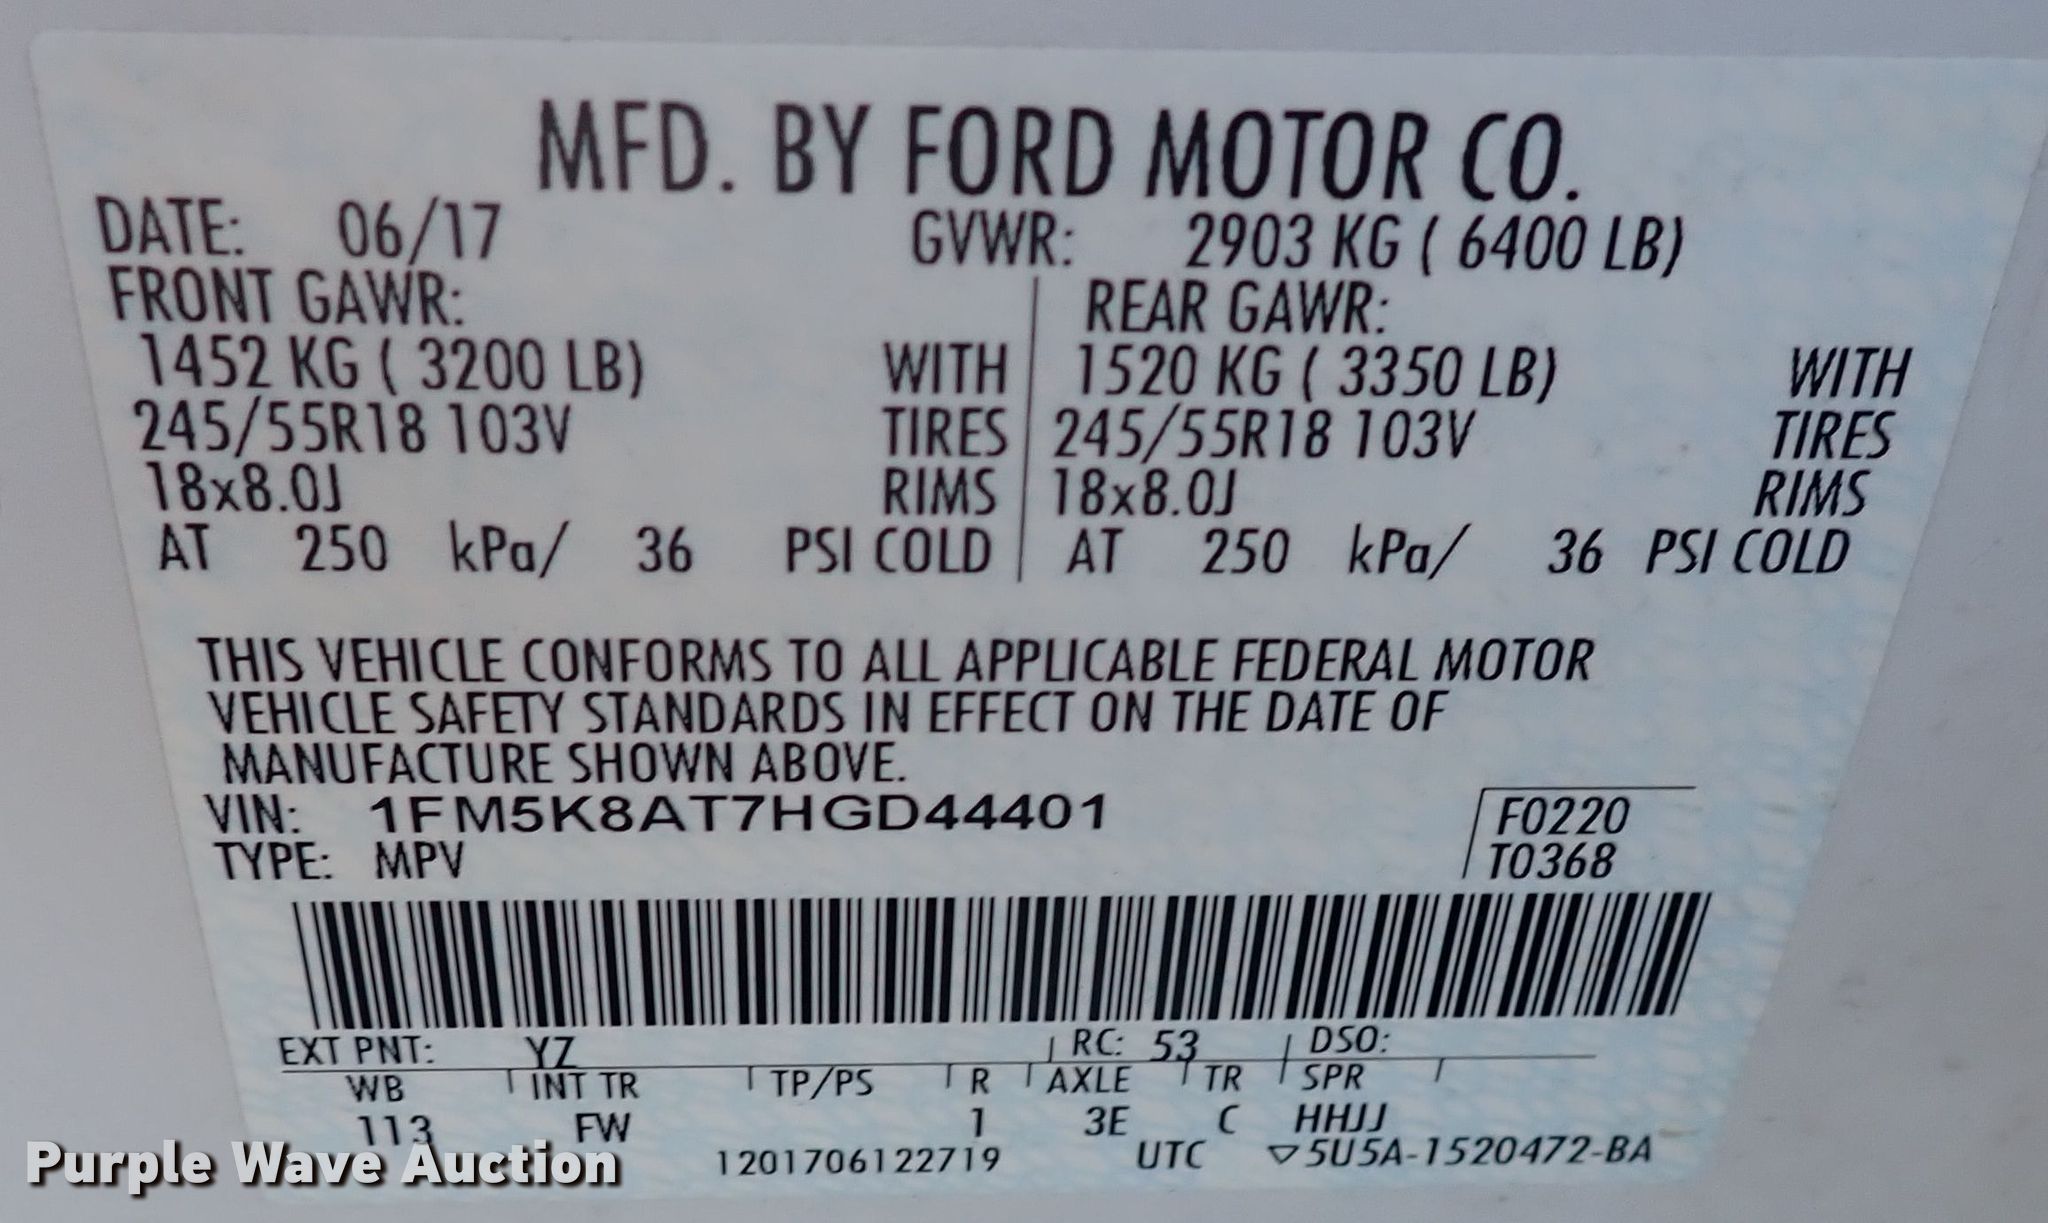 MFD. BY FORD MOTOR CO.
DATE: 06/17 GVWR: 2903 KG ( 6400 LB)
FRONT GAWR: REAR GAWR:
1452 KG ( 3200 LB) WITH 1520 KG ( 3350 LB) WITH
245/55R18 103V TIRES 245/55R18 103V TIRES
18x8.0J RIMS 18x8.0J RIMS
AT 250 kPa/ 36 PSI COLD AT 250 kPa/ 36 PSI COLD
THIS VEHICLE CONFORMS TO ALL APPLICABLE FEDERAL MOTOR
VEHICLE SAFETY STANDARDS IN EFFECT ON THE DATE OF
MANUFACTURE SHOWN ABOVE.
VIN: 1FM5K8AT7HGD44401 F0220
TYPE: MPV T0368
EXT PNT: YZ RC: 53 DSO:
WB INT TR TP/PS R AXLE TR SPR
113 FW 1 3E C HHJJ
1201706122719 UTC ▽5U5A-1520472-BA
Purple Wave Auction